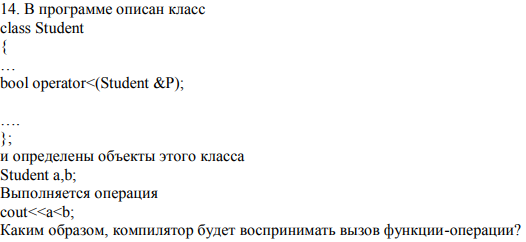 14. В программе описан класс
class Student
{
…
bool operator<(Student &P);
….
};
и определены объекты этого класса
Student a,b;
Выполняется операция
cout<<a<b;
Каким образом, компилятор будет воспринимать вызов функции-операции?